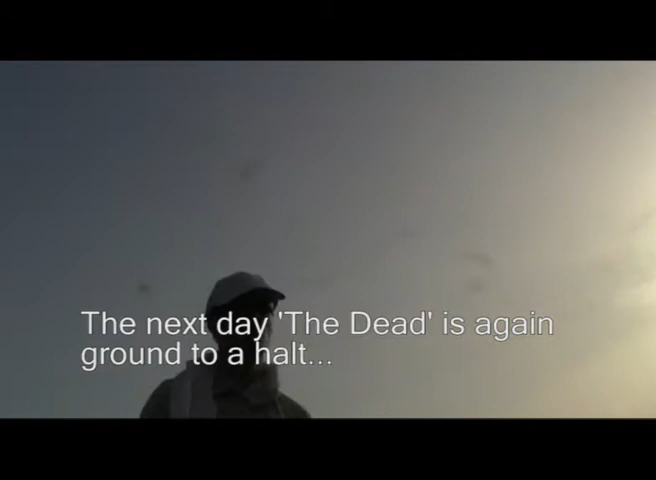 The next day 'The Dead' is again
ground to a halt...